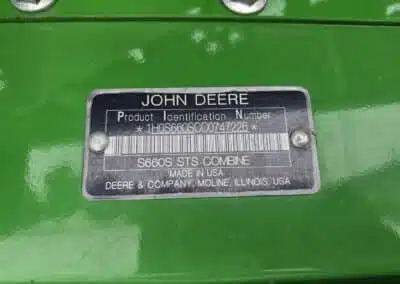 JOHN DEERE
Product Identification Number
*1H0S660SCC0747226*
S660S STS COMBINE
MADE IN USA
DEERE & COMPANY, MOLINE, ILLINOIS, USA